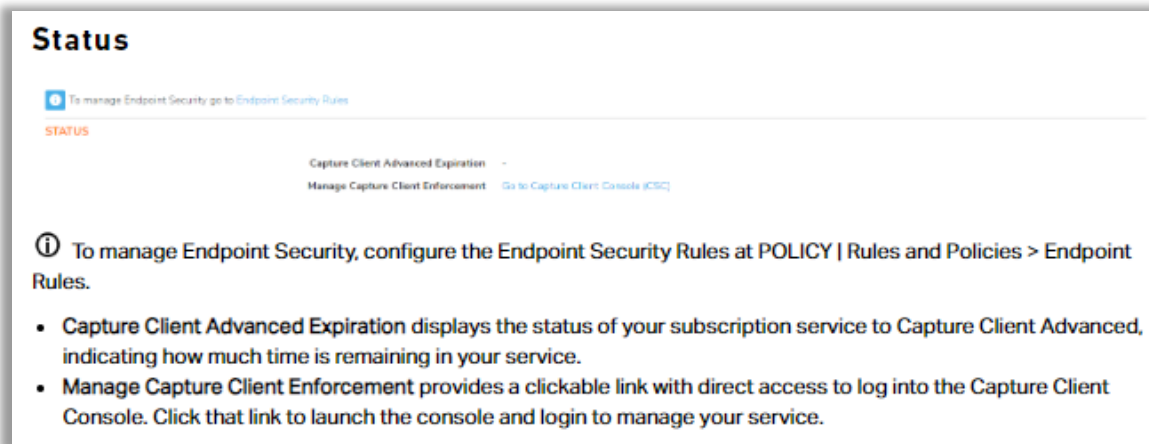 Status
To manage Endpoint Security go to Endpoint Security Rules
STATUS
Capture Client Advanced Expiration -
Manage Capture Client Enforcement Go to Capture Client Console (CSC)
To manage Endpoint Security, configure the Endpoint Security Rules at POLICY | Rules and Policies > Endpoint
Rules.
• Capture Client Advanced Expiration displays the status of your subscription service to Capture Client Advanced,
indicating how much time is remaining in your service.
• Manage Capture Client Enforcement provides a clickable link with direct access to log into the Capture Client
Console. Click that link to launch the console and login to manage your service.